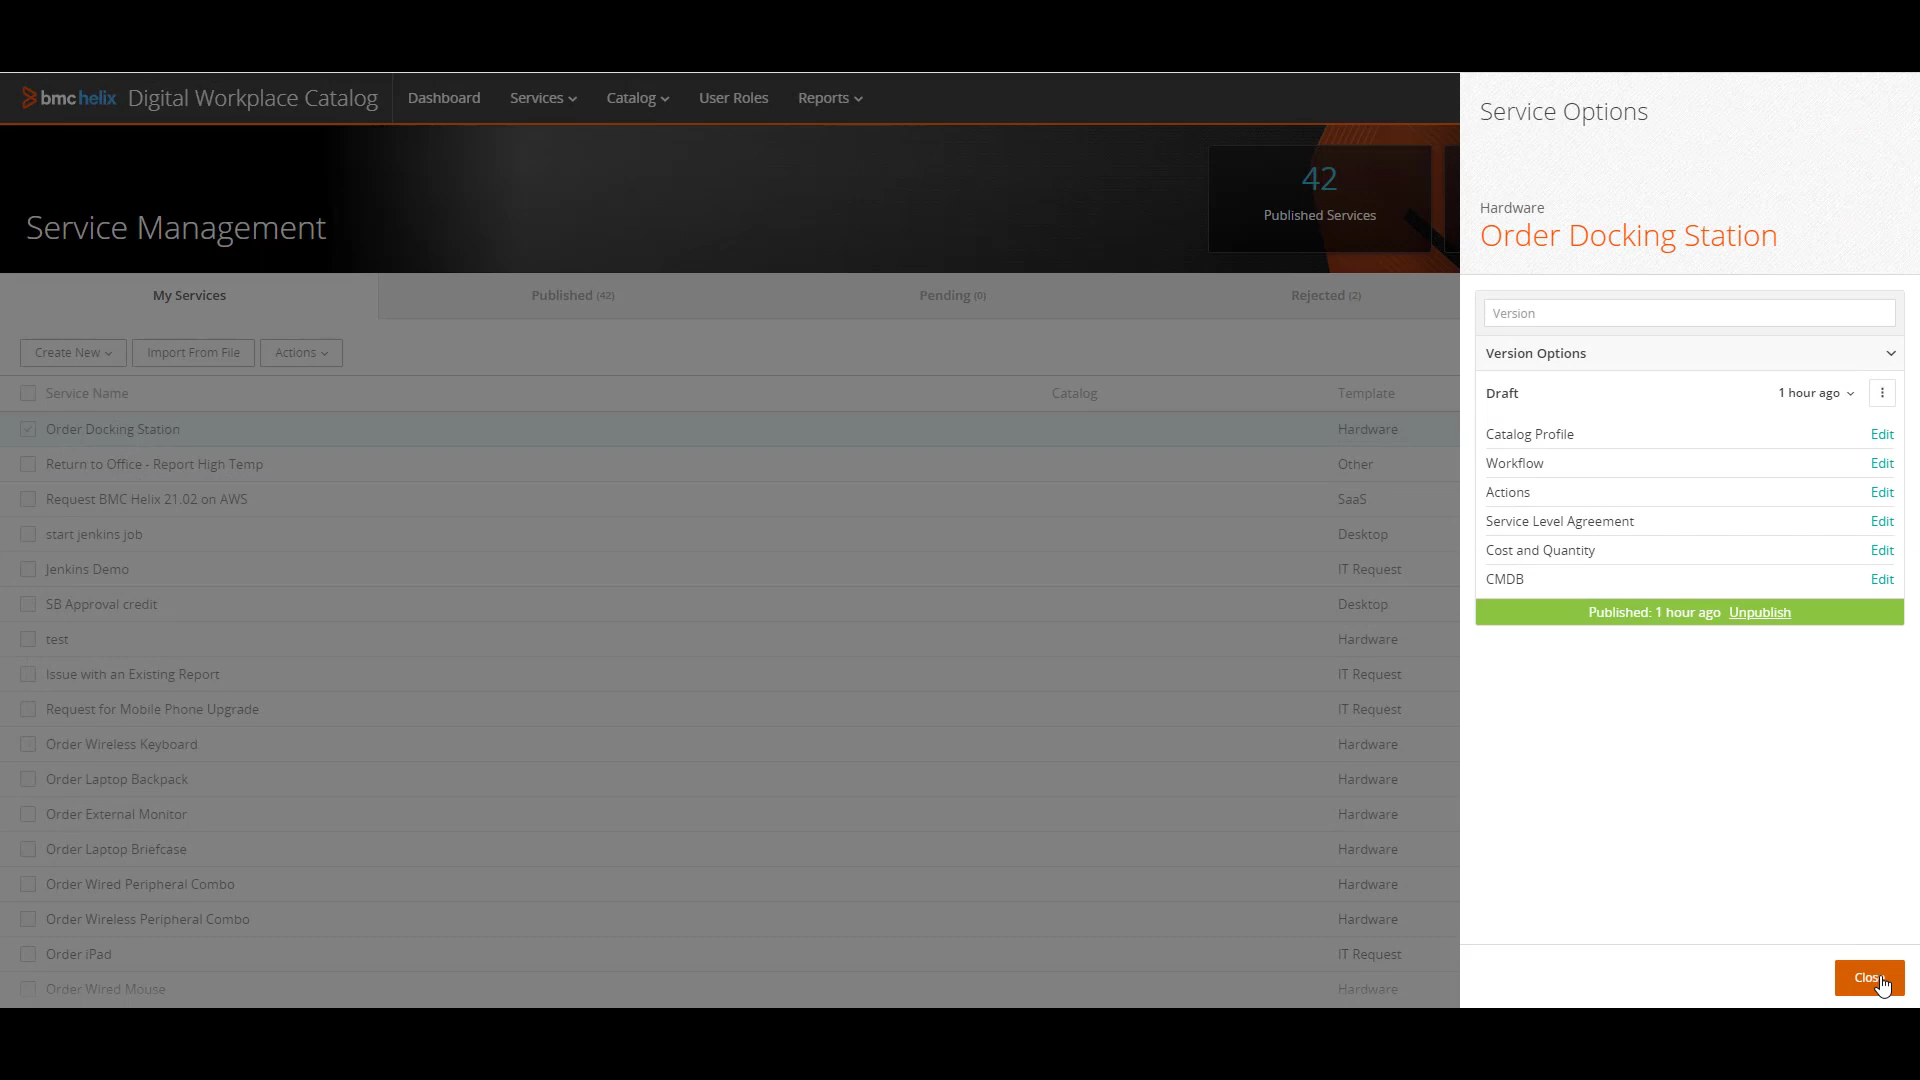 bmc helix Digital Workplace Catalog Dashboard Services Catalog User Roles Reports
Service Management
42
Published Services
My Services Published (42) Pending (0) Rejected (2)
Create New Import From File Actions
Service Name Catalog Template
Order Docking Station Hardware
Return to Office - Report High Temp Other
Request BMC Helix 21.02 on AWS SaaS
start jenkins job Desktop
Jenkins Demo IT Request
SB Approval credit Desktop
test Hardware
Issue with an Existing Report IT Request
Request for Mobile Phone Upgrade IT Request
Order Wireless Keyboard Hardware
Order Laptop Backpack Hardware
Order External Monitor Hardware
Order Laptop Briefcase Hardware
Order Wired Peripheral Combo Hardware
Order Wireless Peripheral Combo Hardware
Order iPad IT Request
Order Wired Mouse Hardware
Service Options
Hardware
Order Docking Station
Version
Version Options
Draft 1 hour ago
Catalog Profile Edit
Workflow Edit
Actions Edit
Service Level Agreement Edit
Cost and Quantity Edit
CMDB Edit
Published: 1 hour ago Unpublish
Close